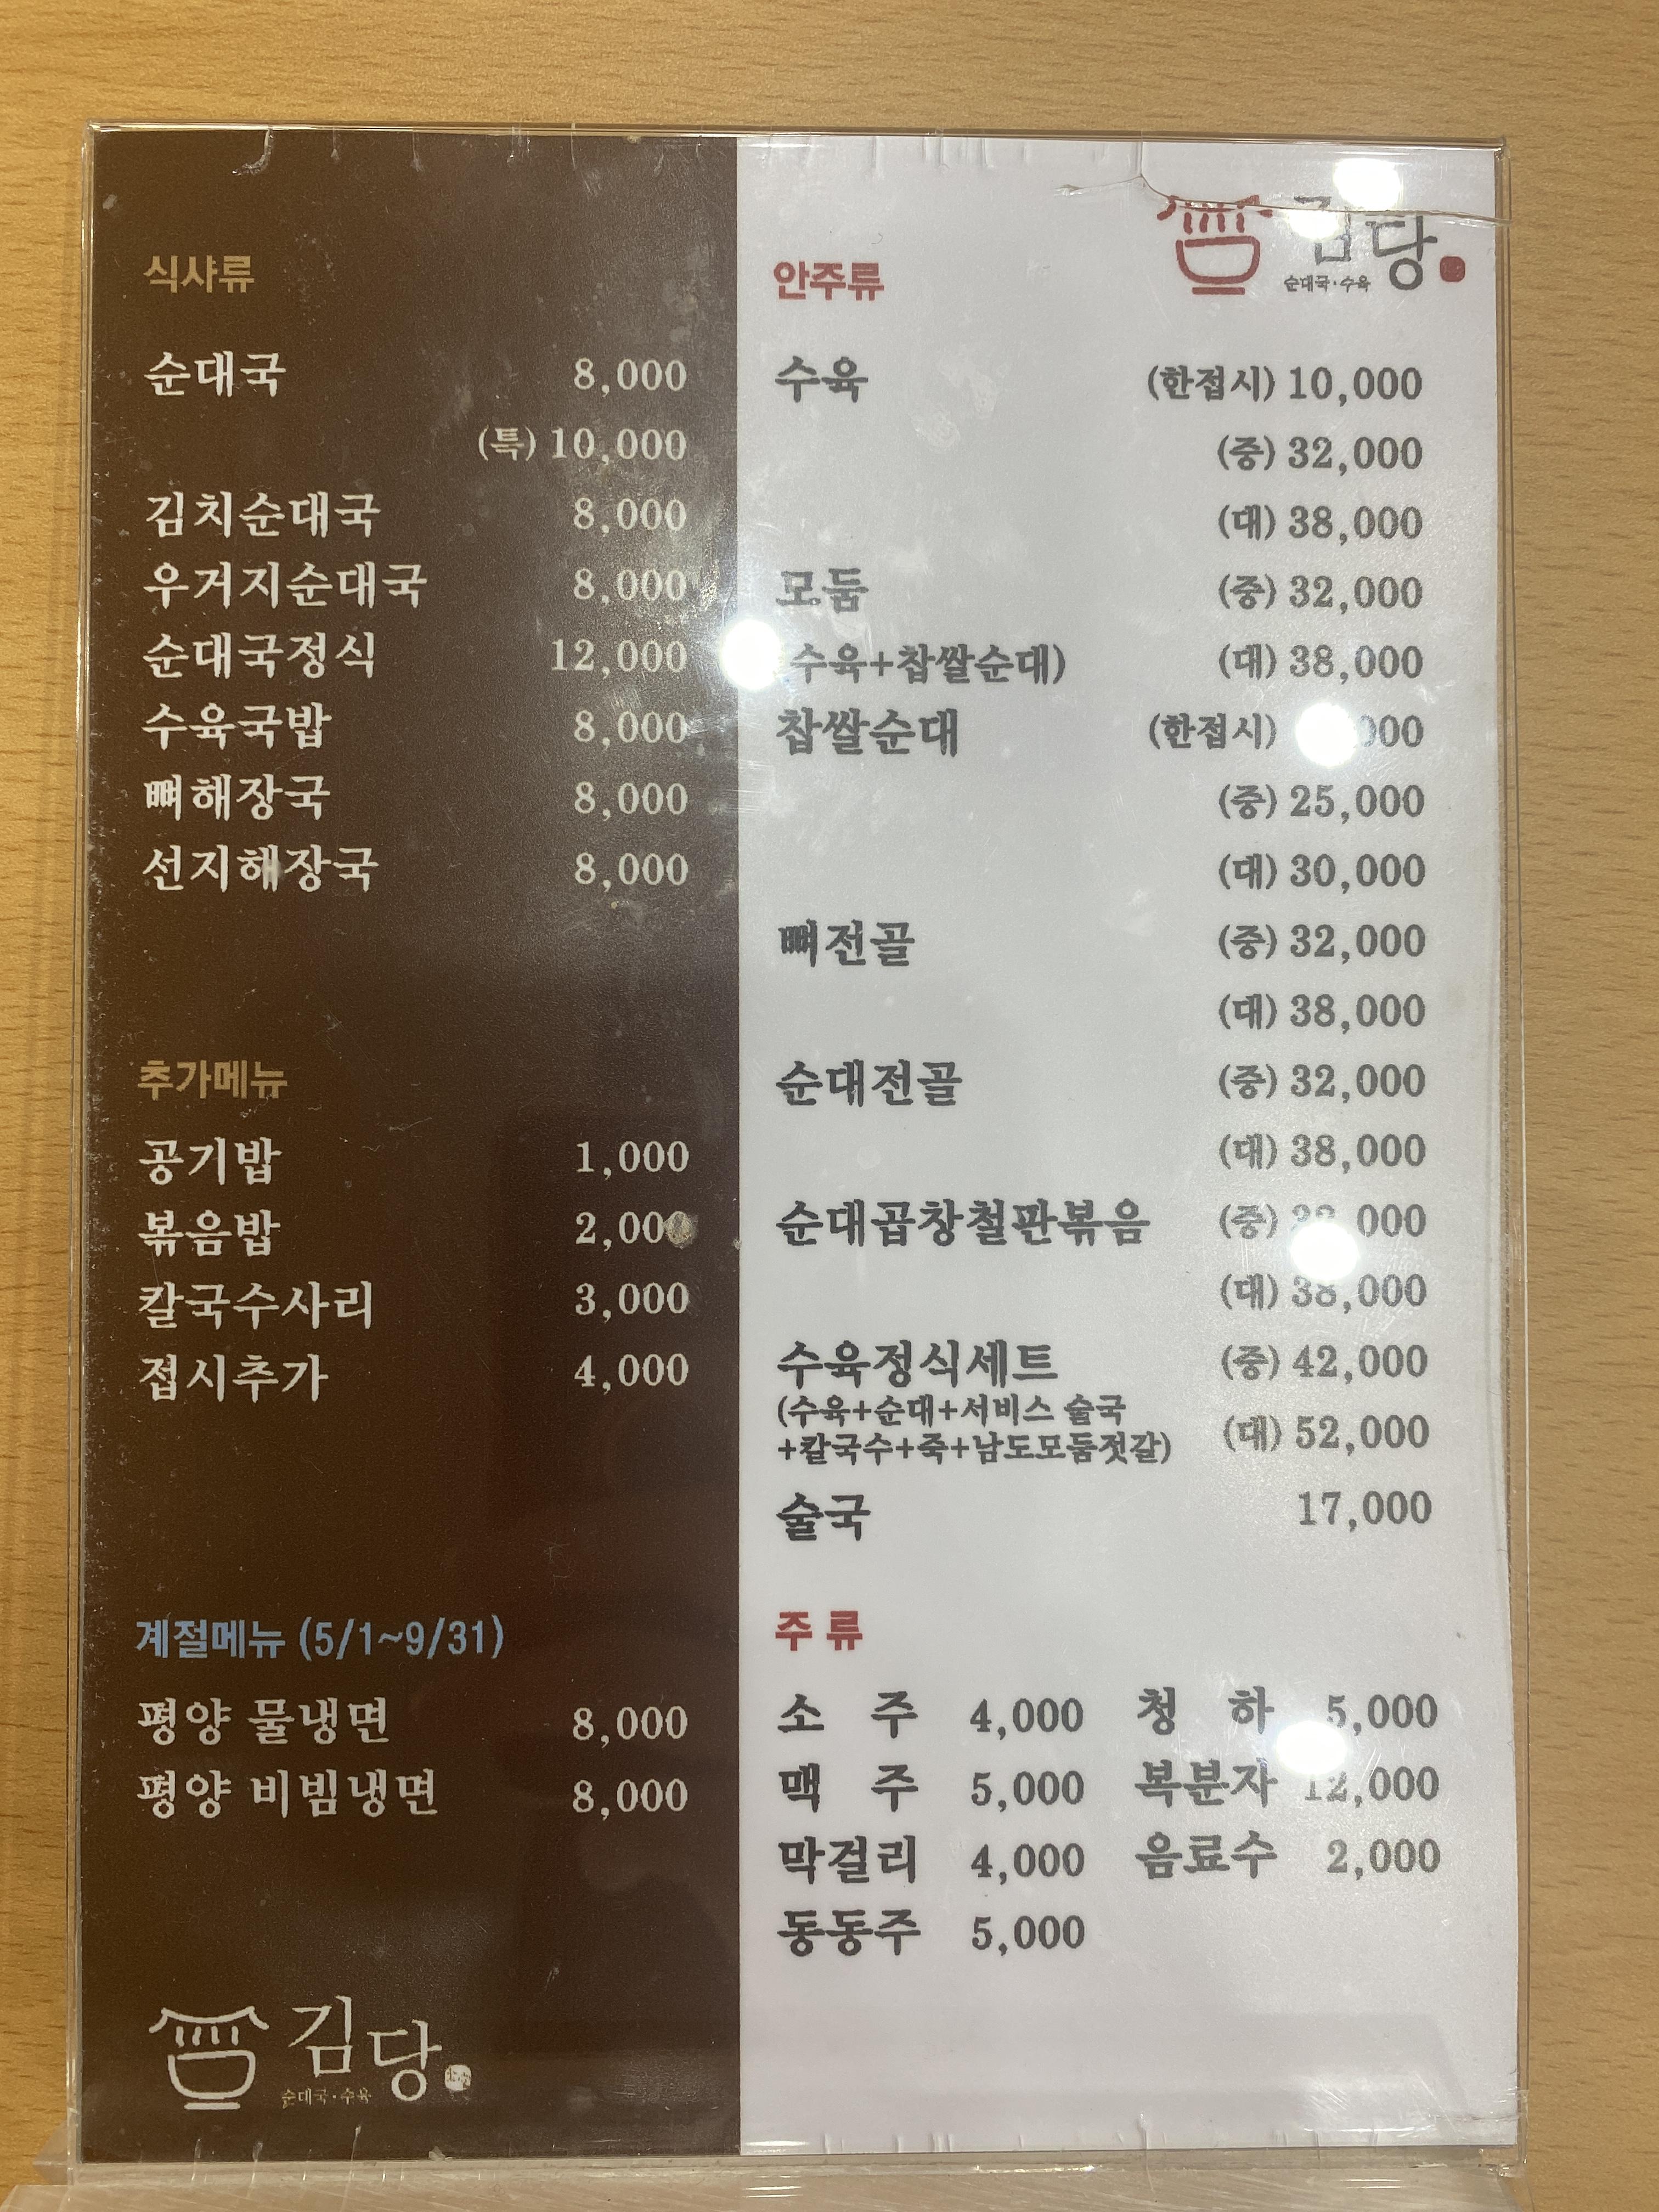 식샤류
순대국 8,000
(특) 10,000
김치순대국 8,000
우거지순대국 8,000
순대국정식 12,000
수육국밥 8,000
뼈해장국 8,000
선지해장국 8,000
추가메뉴
공기밥 1,000
볶음밥 2,000
칼국수사리 3,000
접시추가 4,000
계절메뉴 (5/1~9/31)
평양 물냉면 8,000
평양 비빔냉면 8,000
김당
순대국·수육
김당
순대국·수육
안주류
수육 (한접시) 10,000
(중) 32,000
(대) 38,000
모둠 (중) 32,000
(수육+찹쌀순대) (대) 38,000
찹쌀순대 (한접시)
(중) 25,000
(대) 30,000
뼈전골 (중) 32,000
(대) 38,000
순대전골 (중) 32,000
(대) 38,000
순대곱창철판볶음 (중)
(대) 38,000
수육정식세트 (중) 42,000
(수육+순대+서비스 술국
+칼국수+죽+남도모둠젓갈) (대) 52,000
술국 17,000
주 류
소 주 4,000 청 하 5,000
맥 주 5,000 복분자 12,000
막걸리 4,000 음료수 2,000
동동주 5,000